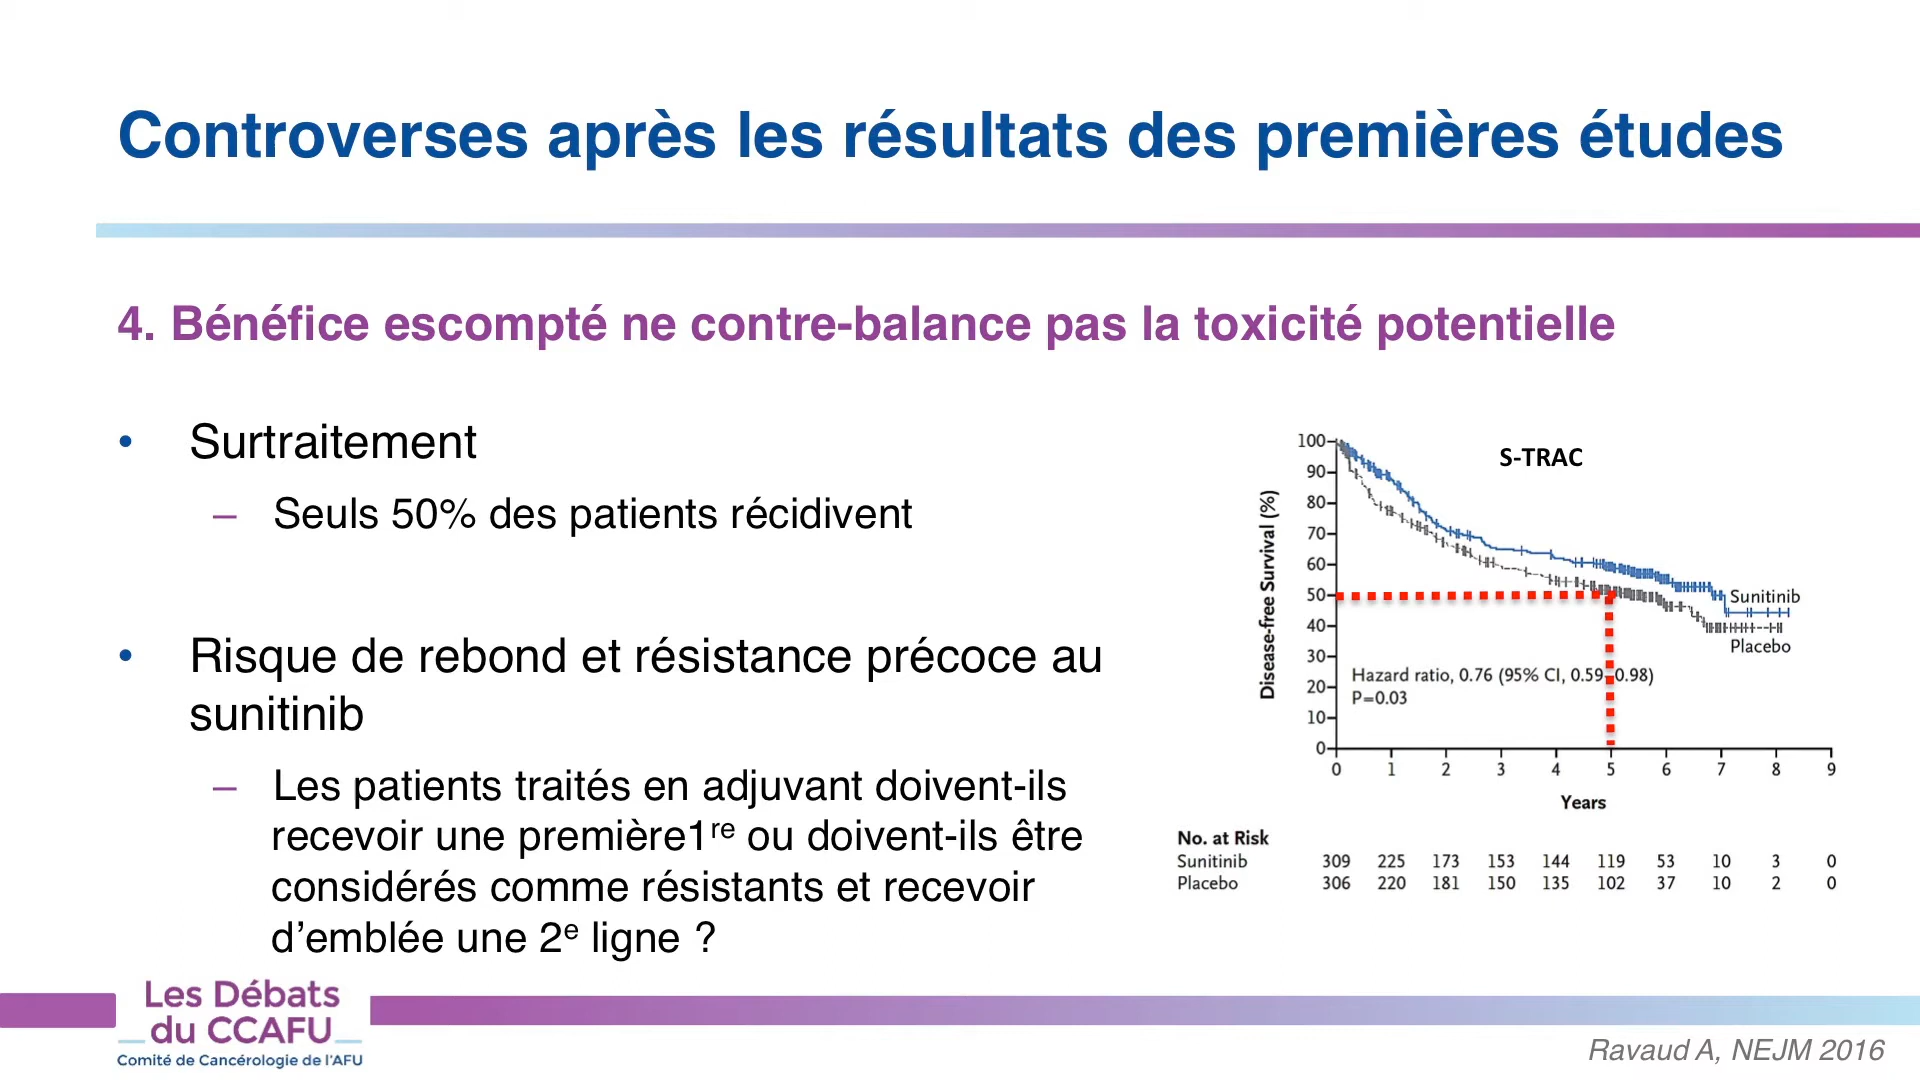 Controverses après les résultats des premières études
4. Bénéfice escompté ne contre-balance pas la toxicité potentielle
• Surtraitement
– Seuls 50% des patients récidivent
• Risque de rebond et résistance précoce au
sunitinib
– Les patients traités en adjuvant doivent-ils
recevoir une première1re ou doivent-ils être
considérés comme résistants et recevoir
d’emblée une 2e ligne ?
S-TRAC
Disease-free Survival (%)
100
90
80
70
60
50
40
30
20
10
0
Sunitinib
Placebo
Hazard ratio, 0.76 (95% CI, 0.59–0.98)
P=0.03
0 1 2 3 4 5 6 7 8 9
Years
No. at Risk
Sunitinib 309 225 173 153 144 119 53 10 3 0
Placebo 306 220 181 150 135 102 37 10 2 0
Les Débats
du CCAFU
Comité de Cancérologie de l'AFU
Ravaud A, NEJM 2016